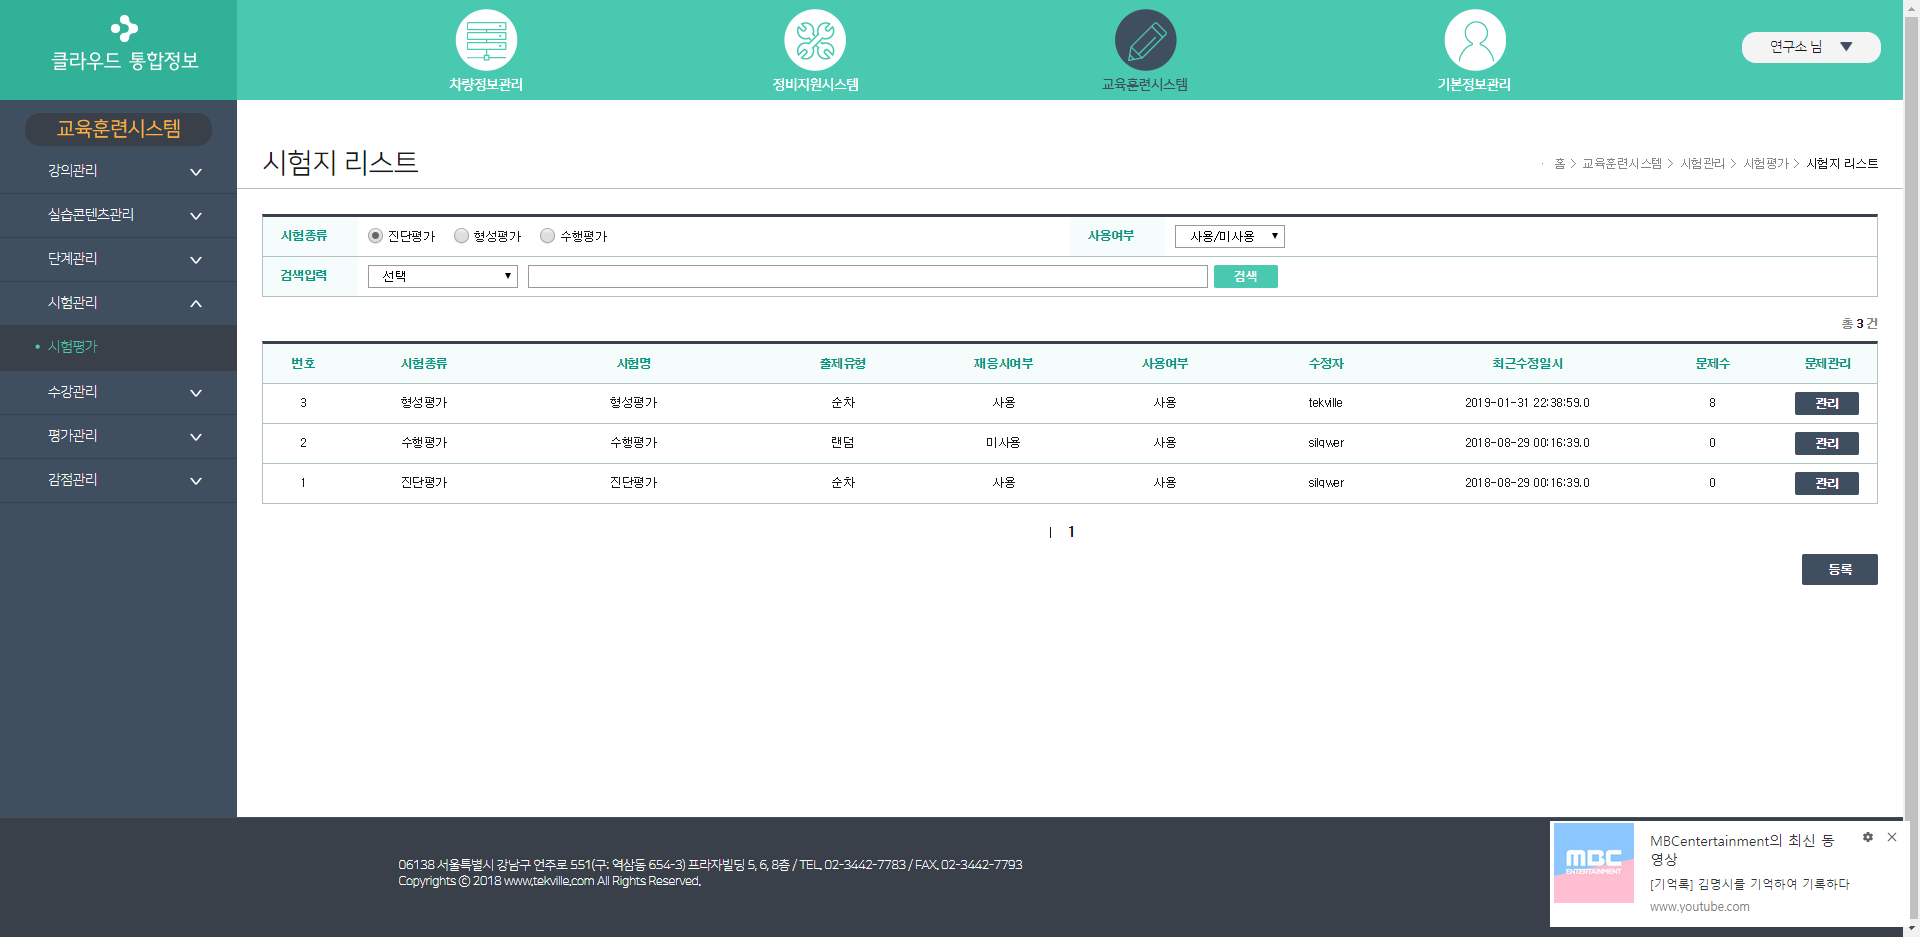 클라우드 통합정보
차량정보관리
정비지원시스템
교육훈련시스템
기본정보관리
연구소 님 ▼
교육훈련시스템
강의관리
실습콘텐츠관리
단계관리
시험관리
• 시험평가
수강관리
평가관리
감점관리
시험지 리스트
홈 > 교육훈련시스템 > 시험관리 > 시험평가 > 시험지 리스트
시험종류 진단평가 형성평가 수행평가 사용여부 사용/미사용
검색입력 선택 검색
총 3 건
번호 시험종류 시험명 출제유형 재응시여부 사용여부 수정자 최근수정일시 문제수 문제관리
3 형성평가 형성평가 순차 사용 사용 tekville 2019-01-31 22:38:59.0 8 관리
2 수행평가 수행평가 랜덤 미사용 사용 silqwer 2018-08-29 00:16:39.0 0 관리
1 진단평가 진단평가 순차 사용 사용 silqwer 2018-08-29 00:16:39.0 0 관리
| 1
등록
06138 서울특별시 강남구 언주로 551(구: 역삼동 654-3) 프라자빌딩 5, 6, 8층 / TEL. 02-3442-7783 / FAX. 02-3442-7793
Copyrights ⓒ 2018 www.tekville.com All Rights Reserved.
MBC
ENTERTAINMENT
MBCentertainment의 최신 동
영상
[기억록] 김명시를 기억하여 기록하다
www.youtube.com